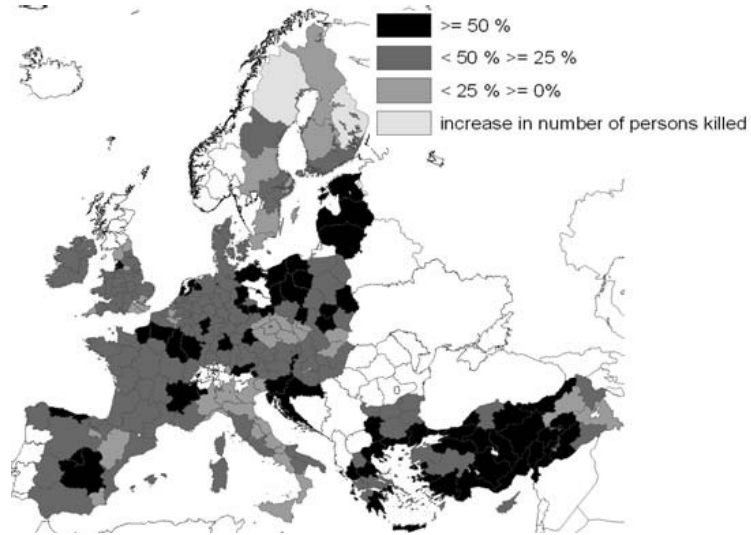 >= 50 %
< 50 % >= 25 %
< 25 % >= 0%
increase in number of persons killed